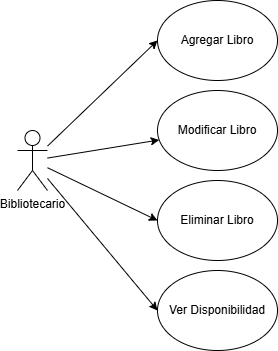 Agregar Libro
Modificar Libro
Bibliotecario
Eliminar Libro
Ver Disponibilidad